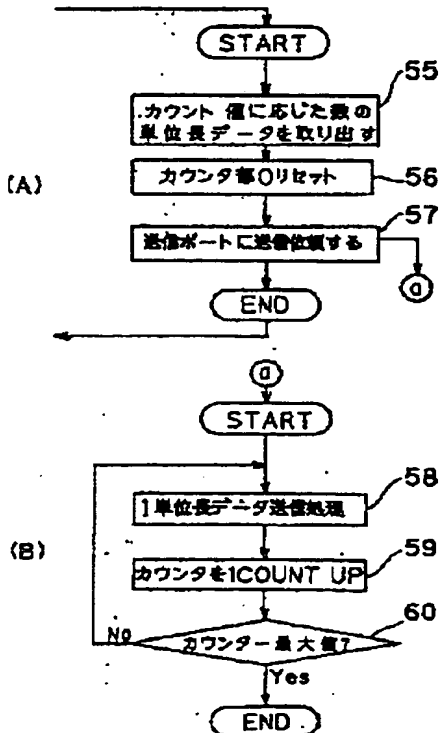 START
55
カウント 値に応じた数の
単位長データを取り出す
(A)
カウンタ部0リセット
56
57
送信ポートに送信依頼する
a
END
a
START
58
1単位長データ送信処理
(B)
59
カウンタを1COUNT UP
60
カウンター最大値?
No
Yes
END